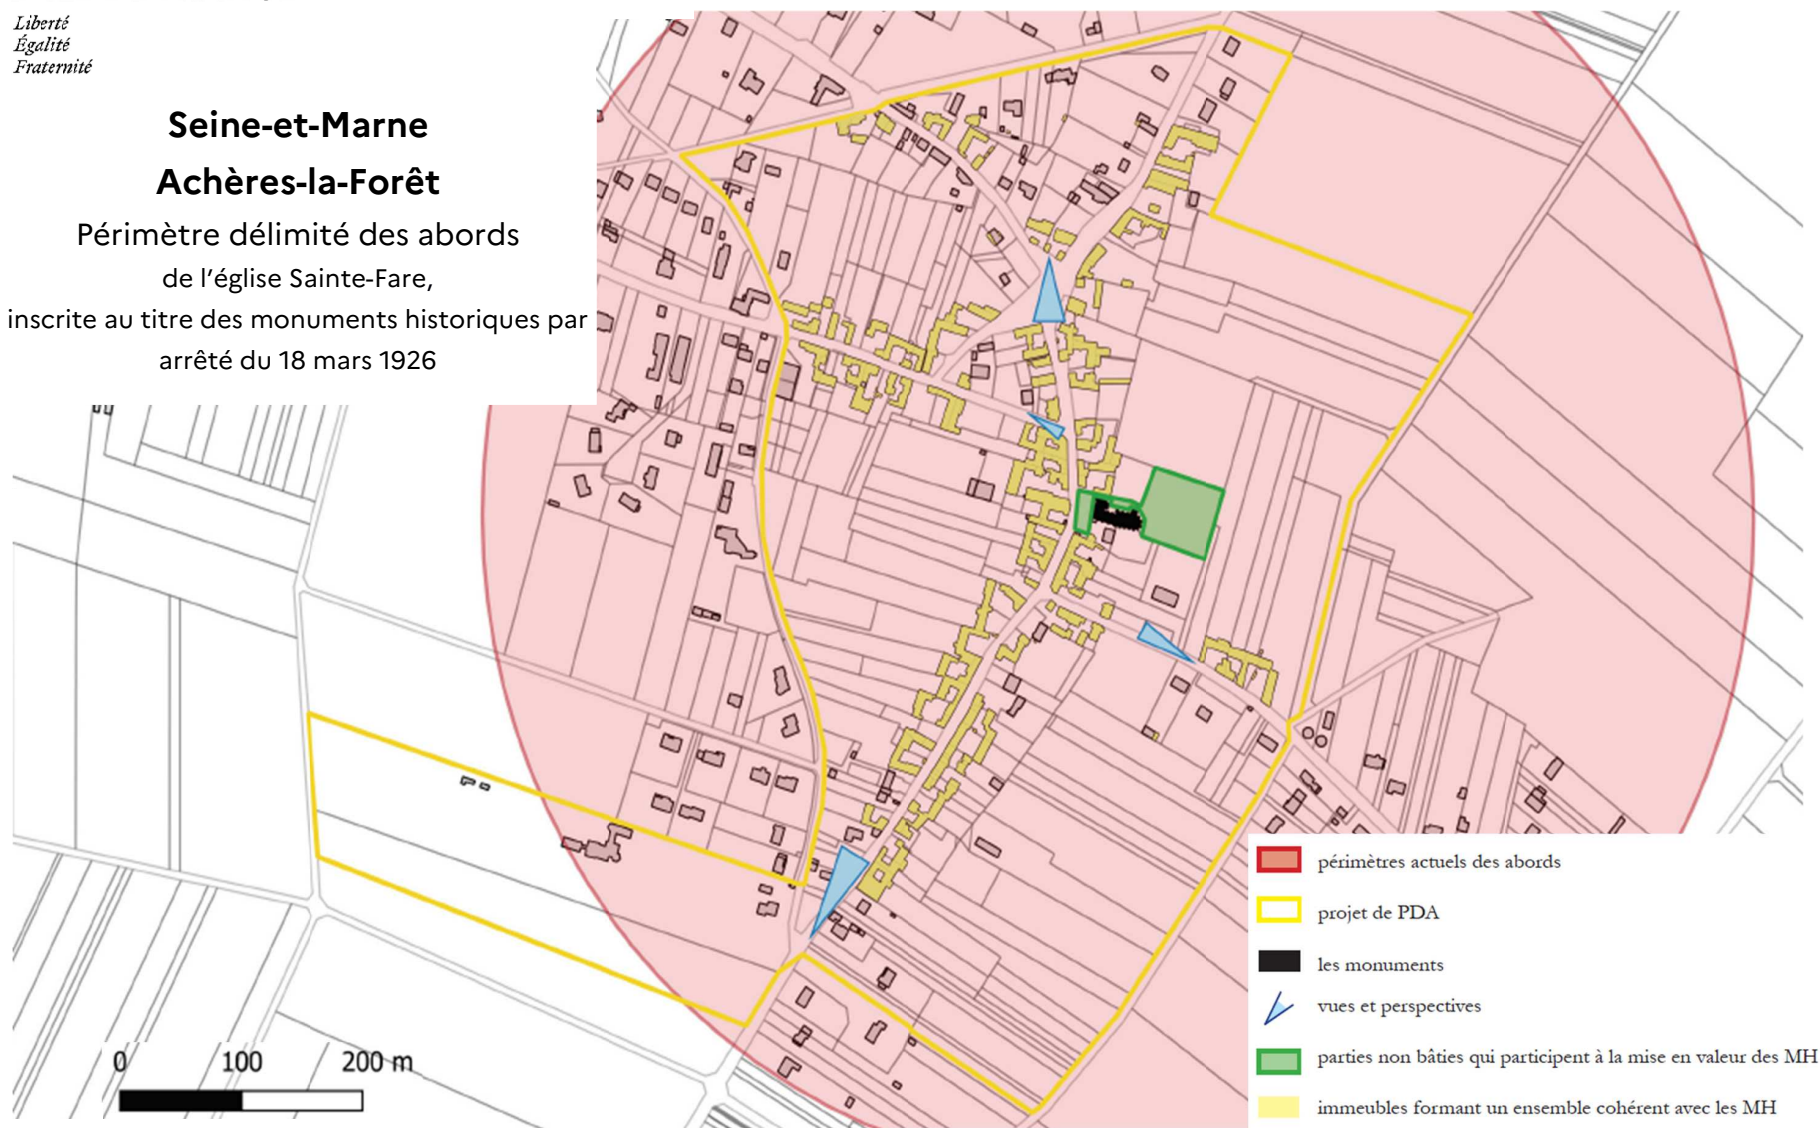 Liberté
Égalité
Fraternité
Seine-et-Marne
Achères-la-Forêt
Périmètre délimité des abords
de l'église Sainte-Fare,
inscrite au titre des monuments historiques par
arrêté du 18 mars 1926
0 100 200 m
périmètres actuels des abords
projet de PDA
les monuments
vues et perspectives
parties non bâties qui participent à la mise en valeur des MH
immeubles formant un ensemble cohérent avec les MH